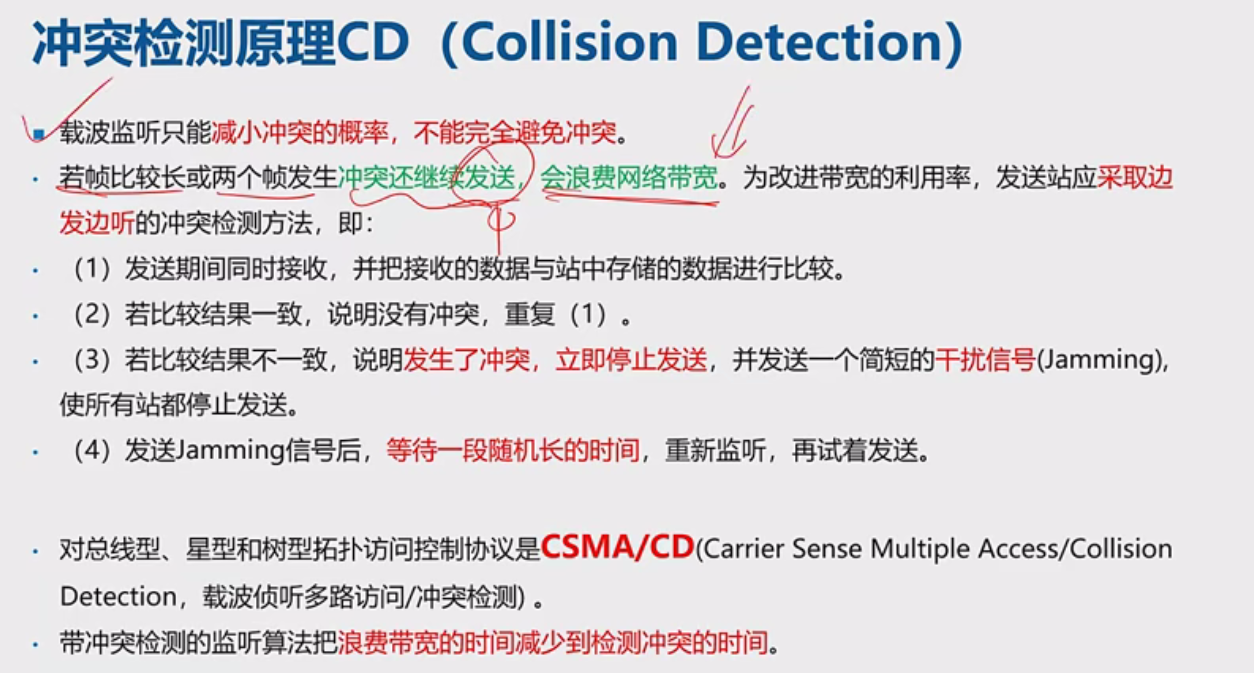 冲突检测原理CD（Collision Detection）
载波监听只能减小冲突的概率，不能完全避免冲突。
· 若帧比较长或两个帧发生冲突还继续发送，会浪费网络带宽。为改进带宽的利用率，发送站应采取边
发边听的冲突检测方法，即：
· （1）发送期间同时接收，并把接收的数据与站中存储的数据进行比较。
· （2）若比较结果一致，说明没有冲突，重复（1）。
· （3）若比较结果不一致，说明发生了冲突，立即停止发送，并发送一个简短的干扰信号(Jamming),
使所有站都停止发送。
· （4）发送Jamming信号后，等待一段随机长的时间，重新监听，再试着发送。
· 对总线型、星型和树型拓扑访问控制协议是CSMA/CD(Carrier Sense Multiple Access/Collision
Detection，载波侦听多路访问/冲突检测) 。
· 带冲突检测的监听算法把浪费带宽的时间减少到检测冲突的时间。